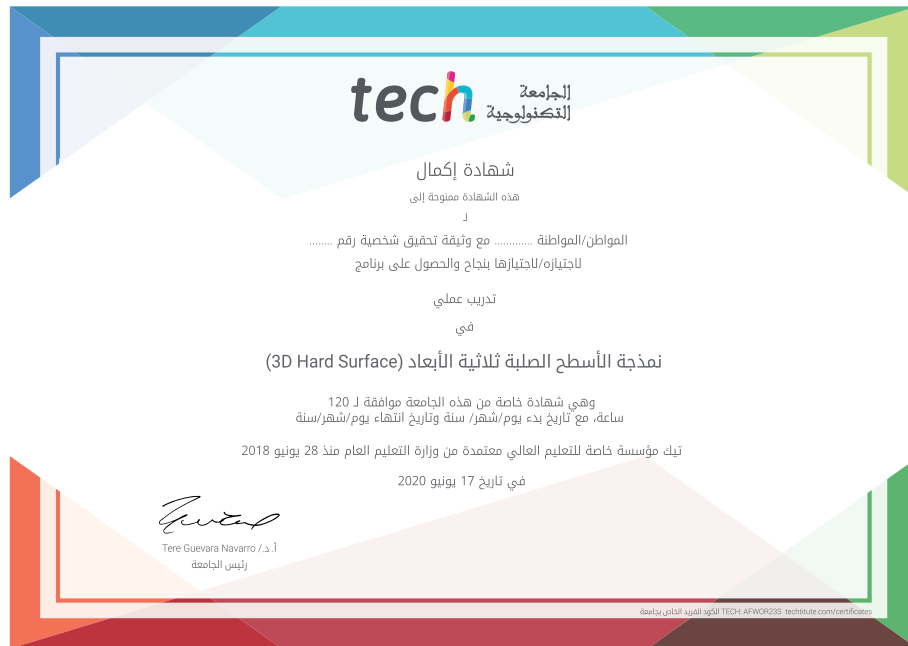 tech
الجامعة
التكنولوجية
شهادة إكمال
هذه الشهادة ممنوحة إلى
لـ
المواطن/المواطنة ............. مع وثيقة تحقيق شخصية رقم ........
لاجتيازه/لاجتيازها بنجاح والحصول على برنامج
تدريب عملي
في
نمذجة الأسطح الصلبة ثلاثية الأبعاد (3D Hard Surface)
وهي شهادة خاصة من هذه الجامعة موافقة لـ 120
ساعة، مع تاريخ بدء يوم/شهر/ سنة وتاريخ انتهاء يوم/شهر/سنة
تيك مؤسسة خاصة للتعليم العالي معتمدة من وزارة التعليم العام منذ 28 يونيو 2018
في تاريخ 17 يونيو 2020
أ. د./ Tere Guevara Navarro
رئيس الجامعة
الكود الفريد الخاص بجامعة TECH: AFWOR23S techtitute.com/certificates